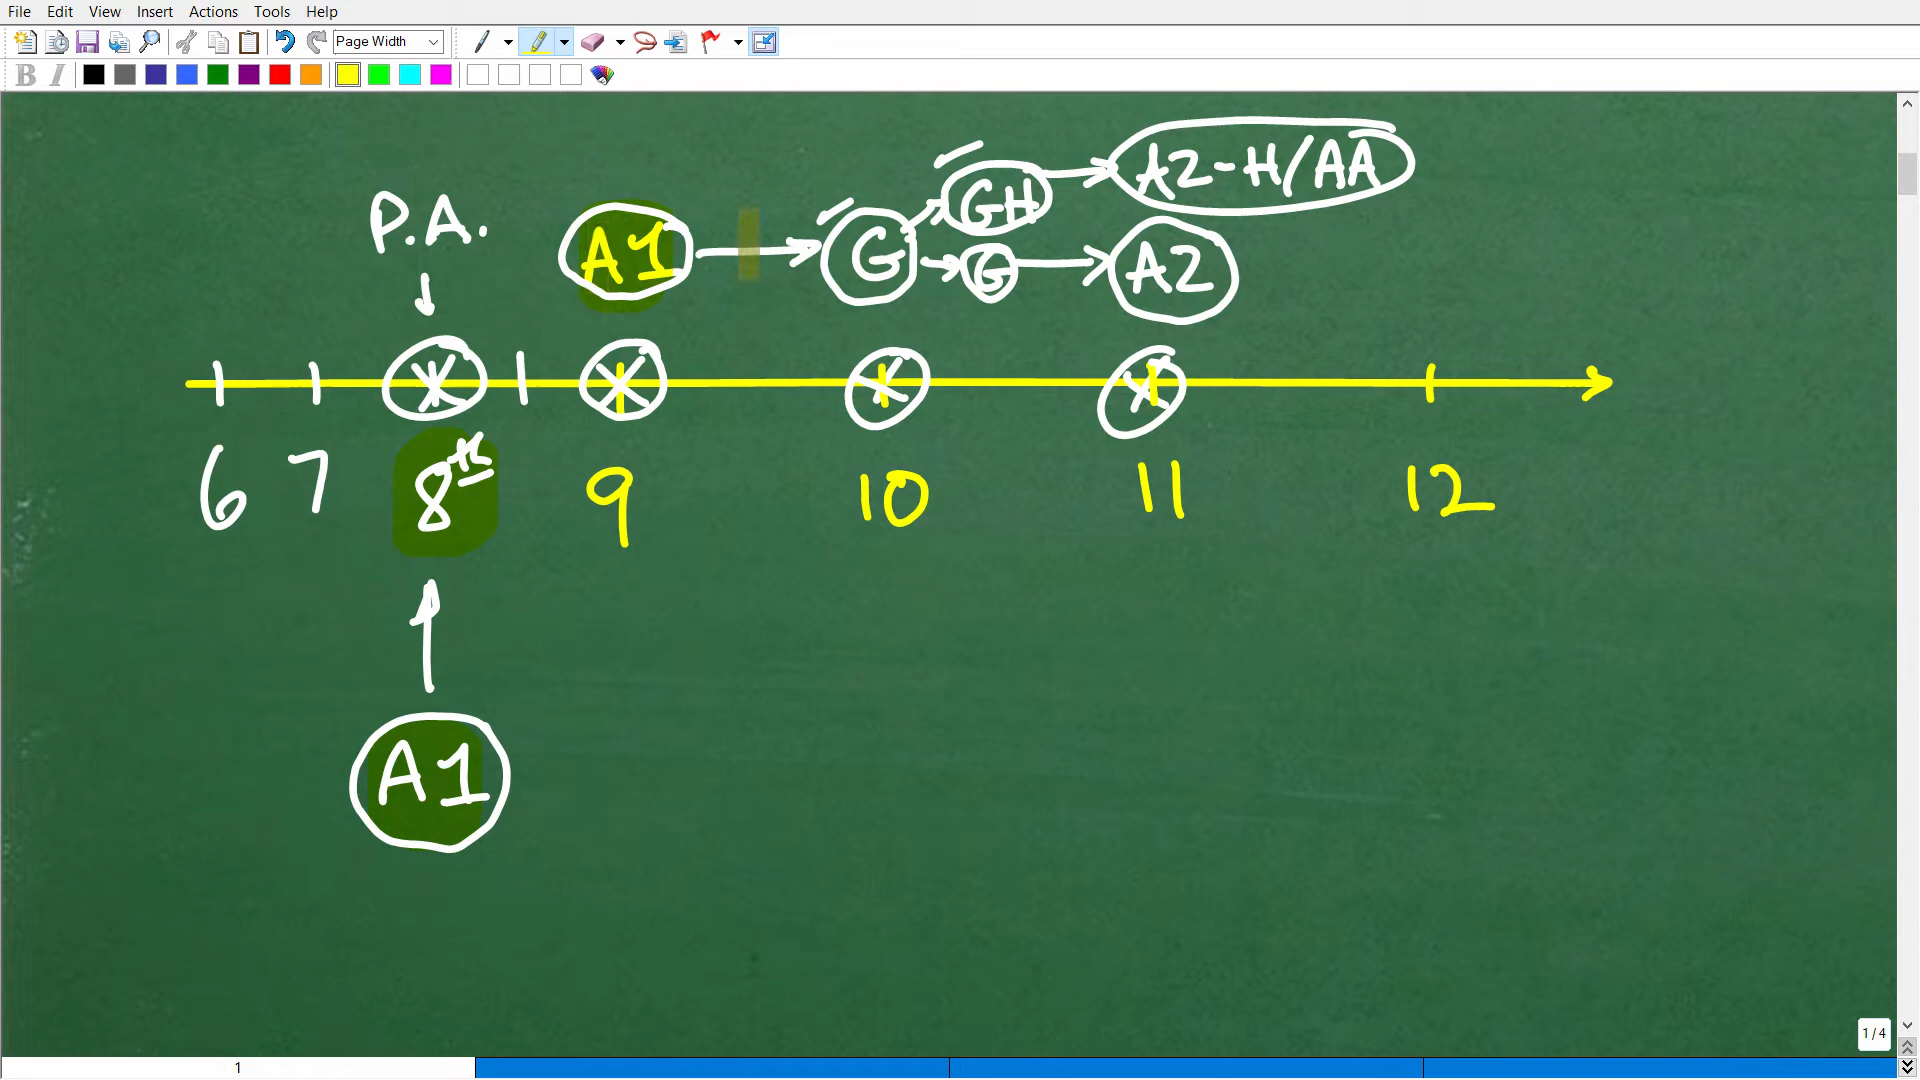 File Edit View Insert Actions Tools Help
Page Width
B I
A2-H/AA
GH
P.A.
A1 G G A2
6 7 8th 9 10 11 12
A1
1 / 4
1